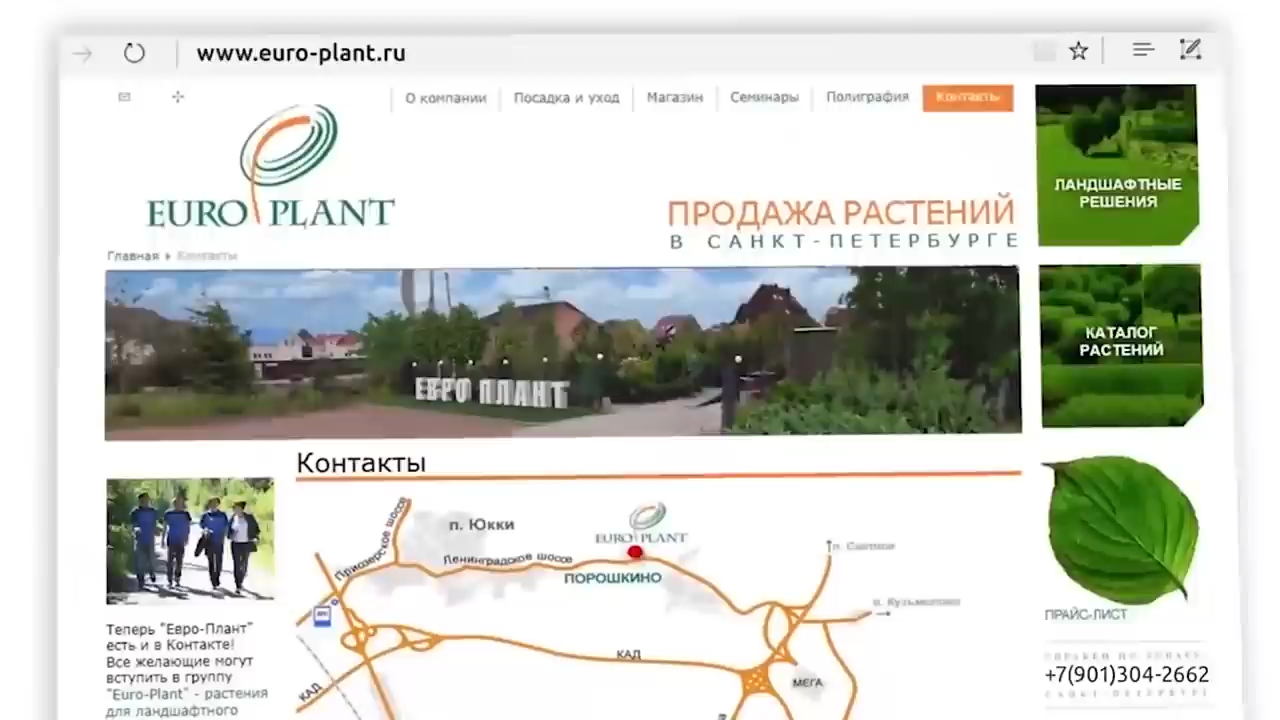 www.euro-plant.ru
О компании
Посадка и уход
Магазин
Семинары
Полиграфия
Контакты
EURO PLANT
ПРОДАЖА РАСТЕНИЙ
В САНКТ-ПЕТЕРБУРГЕ
Главная
Контакты
ЕВРО ПЛАНТ
ЛАНДШАФТНЫЕ
РЕШЕНИЯ
КАТАЛОГ
РАСТЕНИЙ
ПРАЙС-ЛИСТ
+7(901)304-2662
САНКТ-ПЕТЕРБУРГ
Контакты
Приозерское шоссе
п. Юкки
Ленинградское шоссе
EURO PLANT
ПОРОШКИНО
КАД
КАД
МЕГА
Теперь "Евро-Плант"
есть и в Контакте!
Все желающие могут
вступить в группу
"Euro-Plant" - растения
для ландшафтного